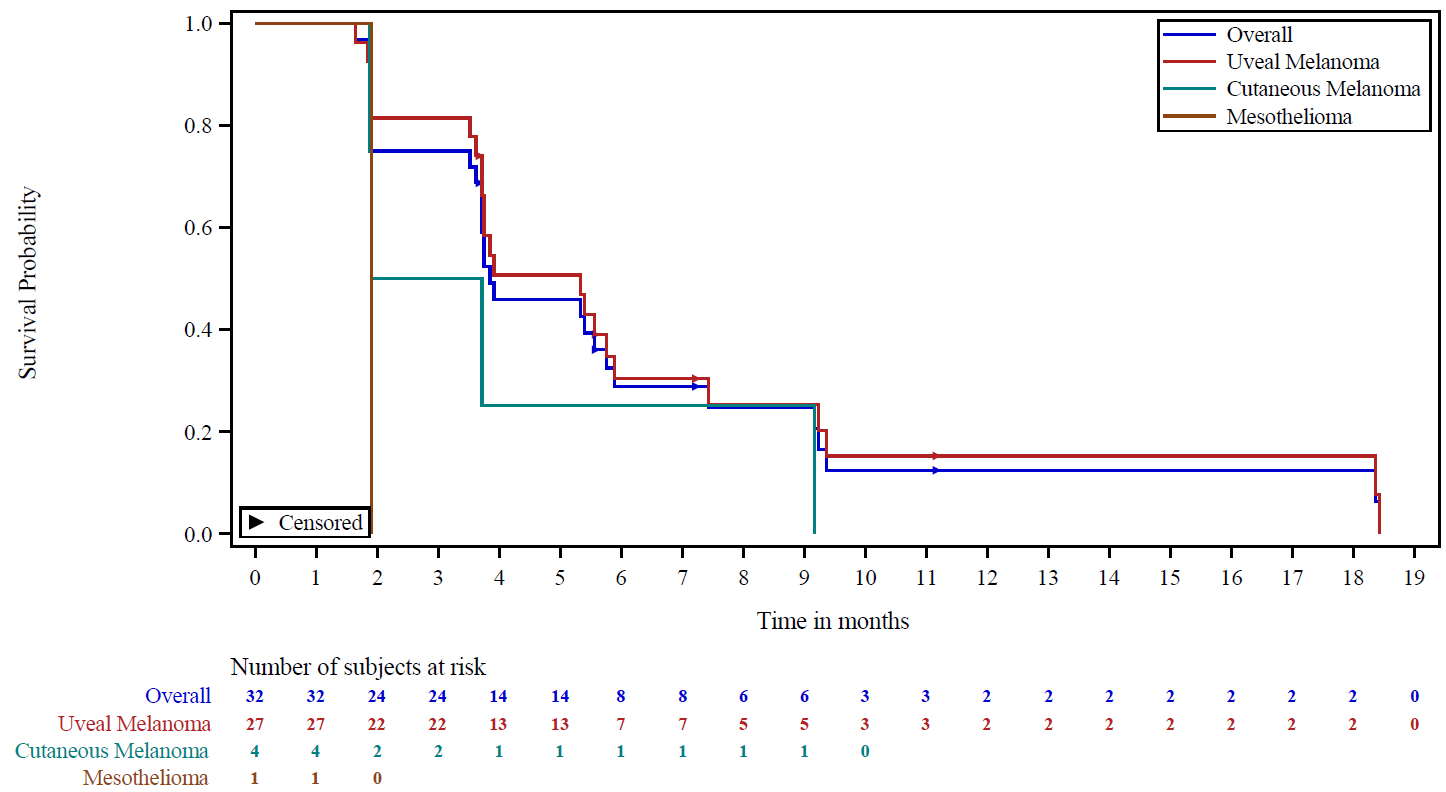 1.0
0.8
0.6
0.4
0.2
0.0
Survival Probability
Overall
Uveal Melanoma
Cutaneous Melanoma
Mesothelioma
Censored
0 1 2 3 4 5 6 7 8 9 10 11 12 13 14 15 16 17 18 19
Time in months
Number of subjects at risk
Overall 32 32 24 24 14 14 8 8 6 6 3 3 2 2 2 2 2 2 2 0
Uveal Melanoma 27 27 22 22 13 13 7 7 5 5 3 3 2 2 2 2 2 2 2 0
Cutaneous Melanoma 4 4 2 2 1 1 1 1 1 1 0
Mesothelioma 1 1 0